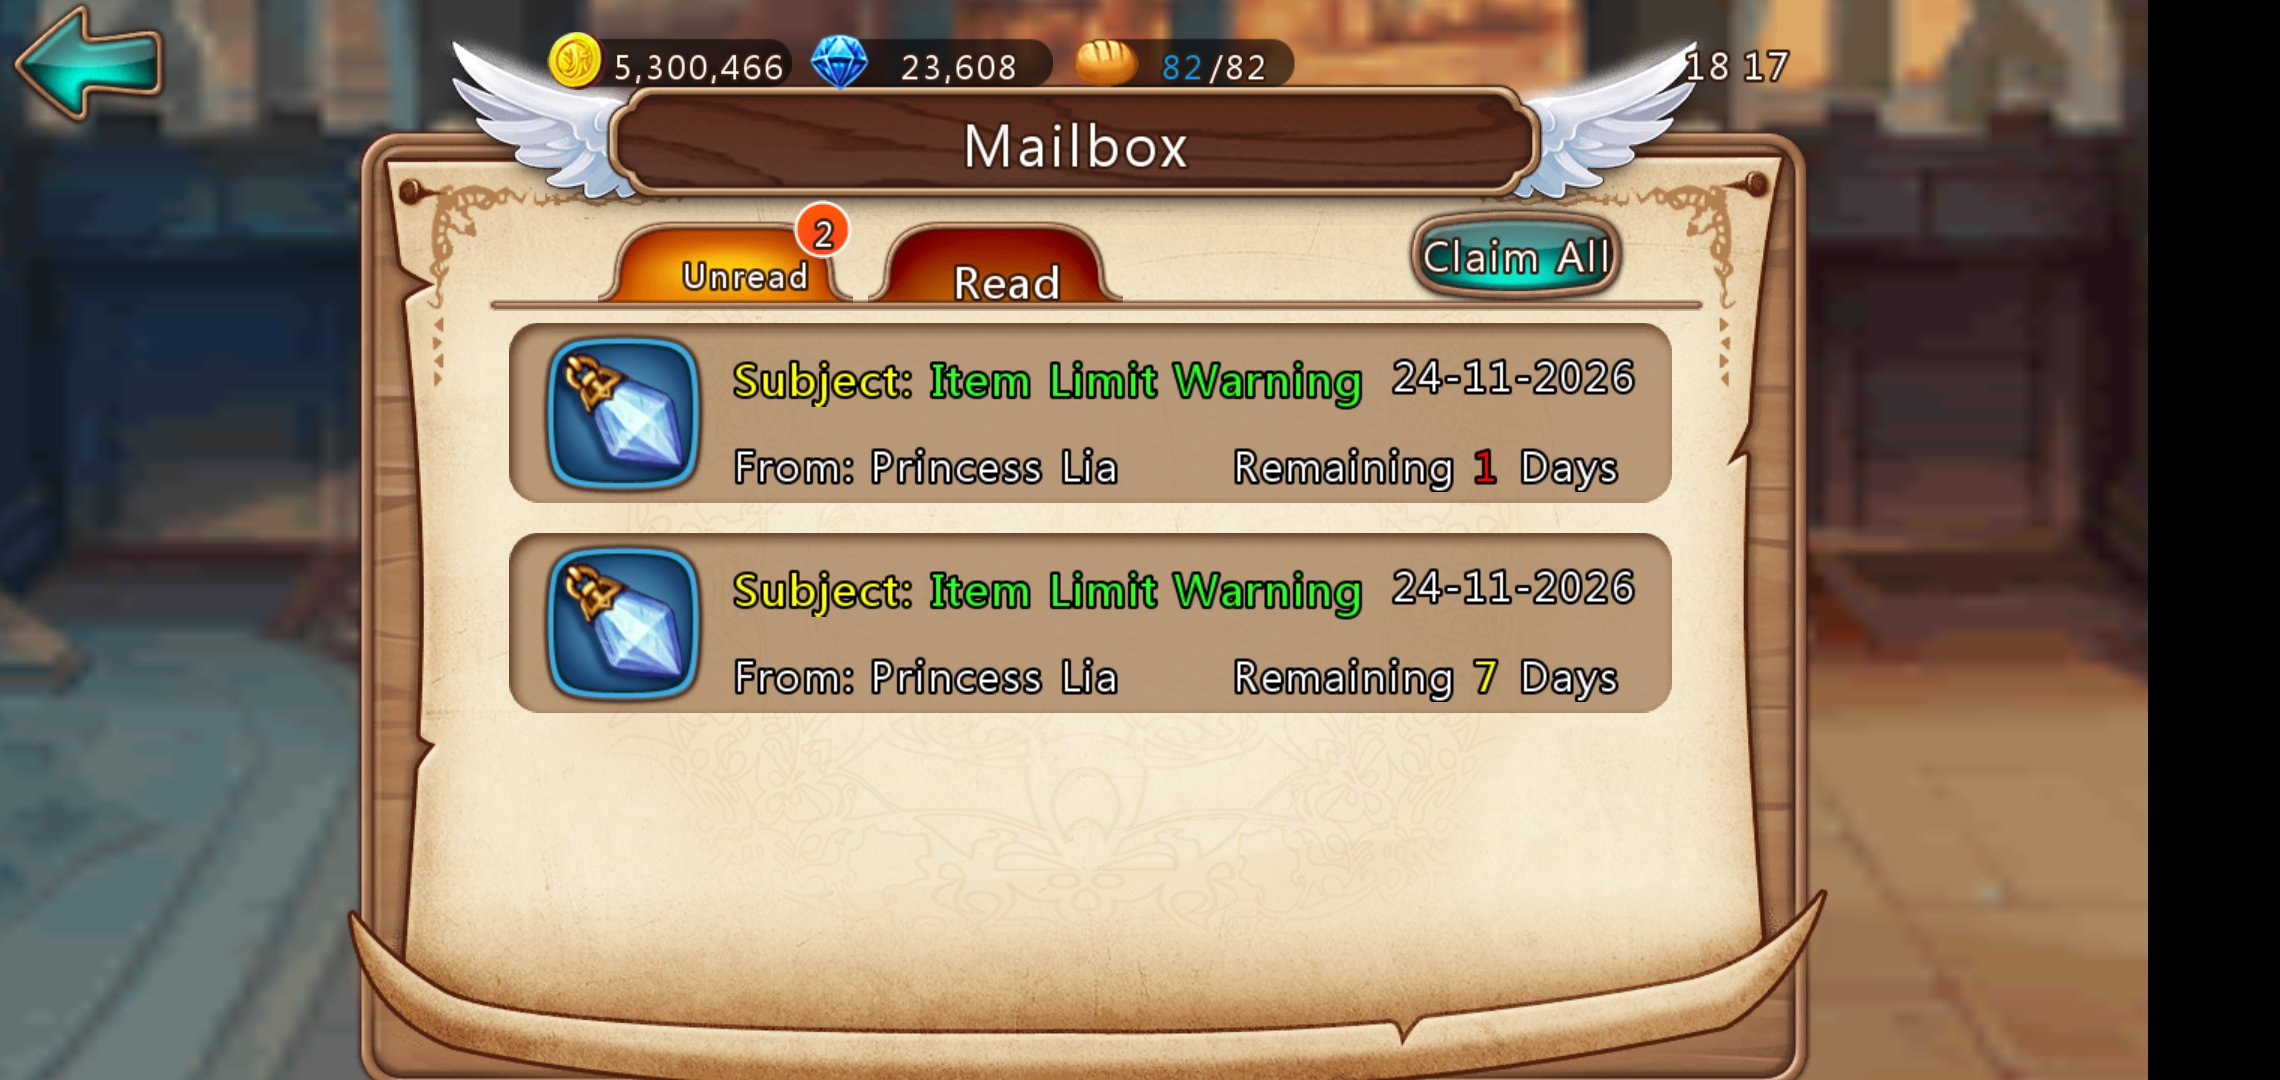 5,300,466 23,608 82/82 18 17
Mailbox
Unread 2 Read Claim All
Subject: Item Limit Warning 24-11-2026
From: Princess Lia Remaining 1 Days
Subject: Item Limit Warning 24-11-2026
From: Princess Lia Remaining 7 Days